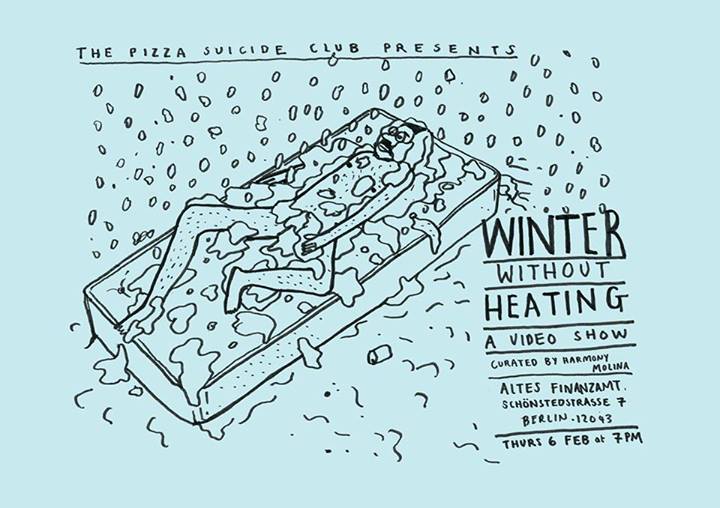 THE PIZZA SUICIDE CLUB PRESENTS
WINTER
WITHOUT
HEATING
A VIDEO SHOW
CURATED BY HARMONY
MOLINA
ALTES FINANZAMT.
SCHÖNSTEDSTRASSE 7
BERLIN-12043
THURS 6 FEB at 7PM